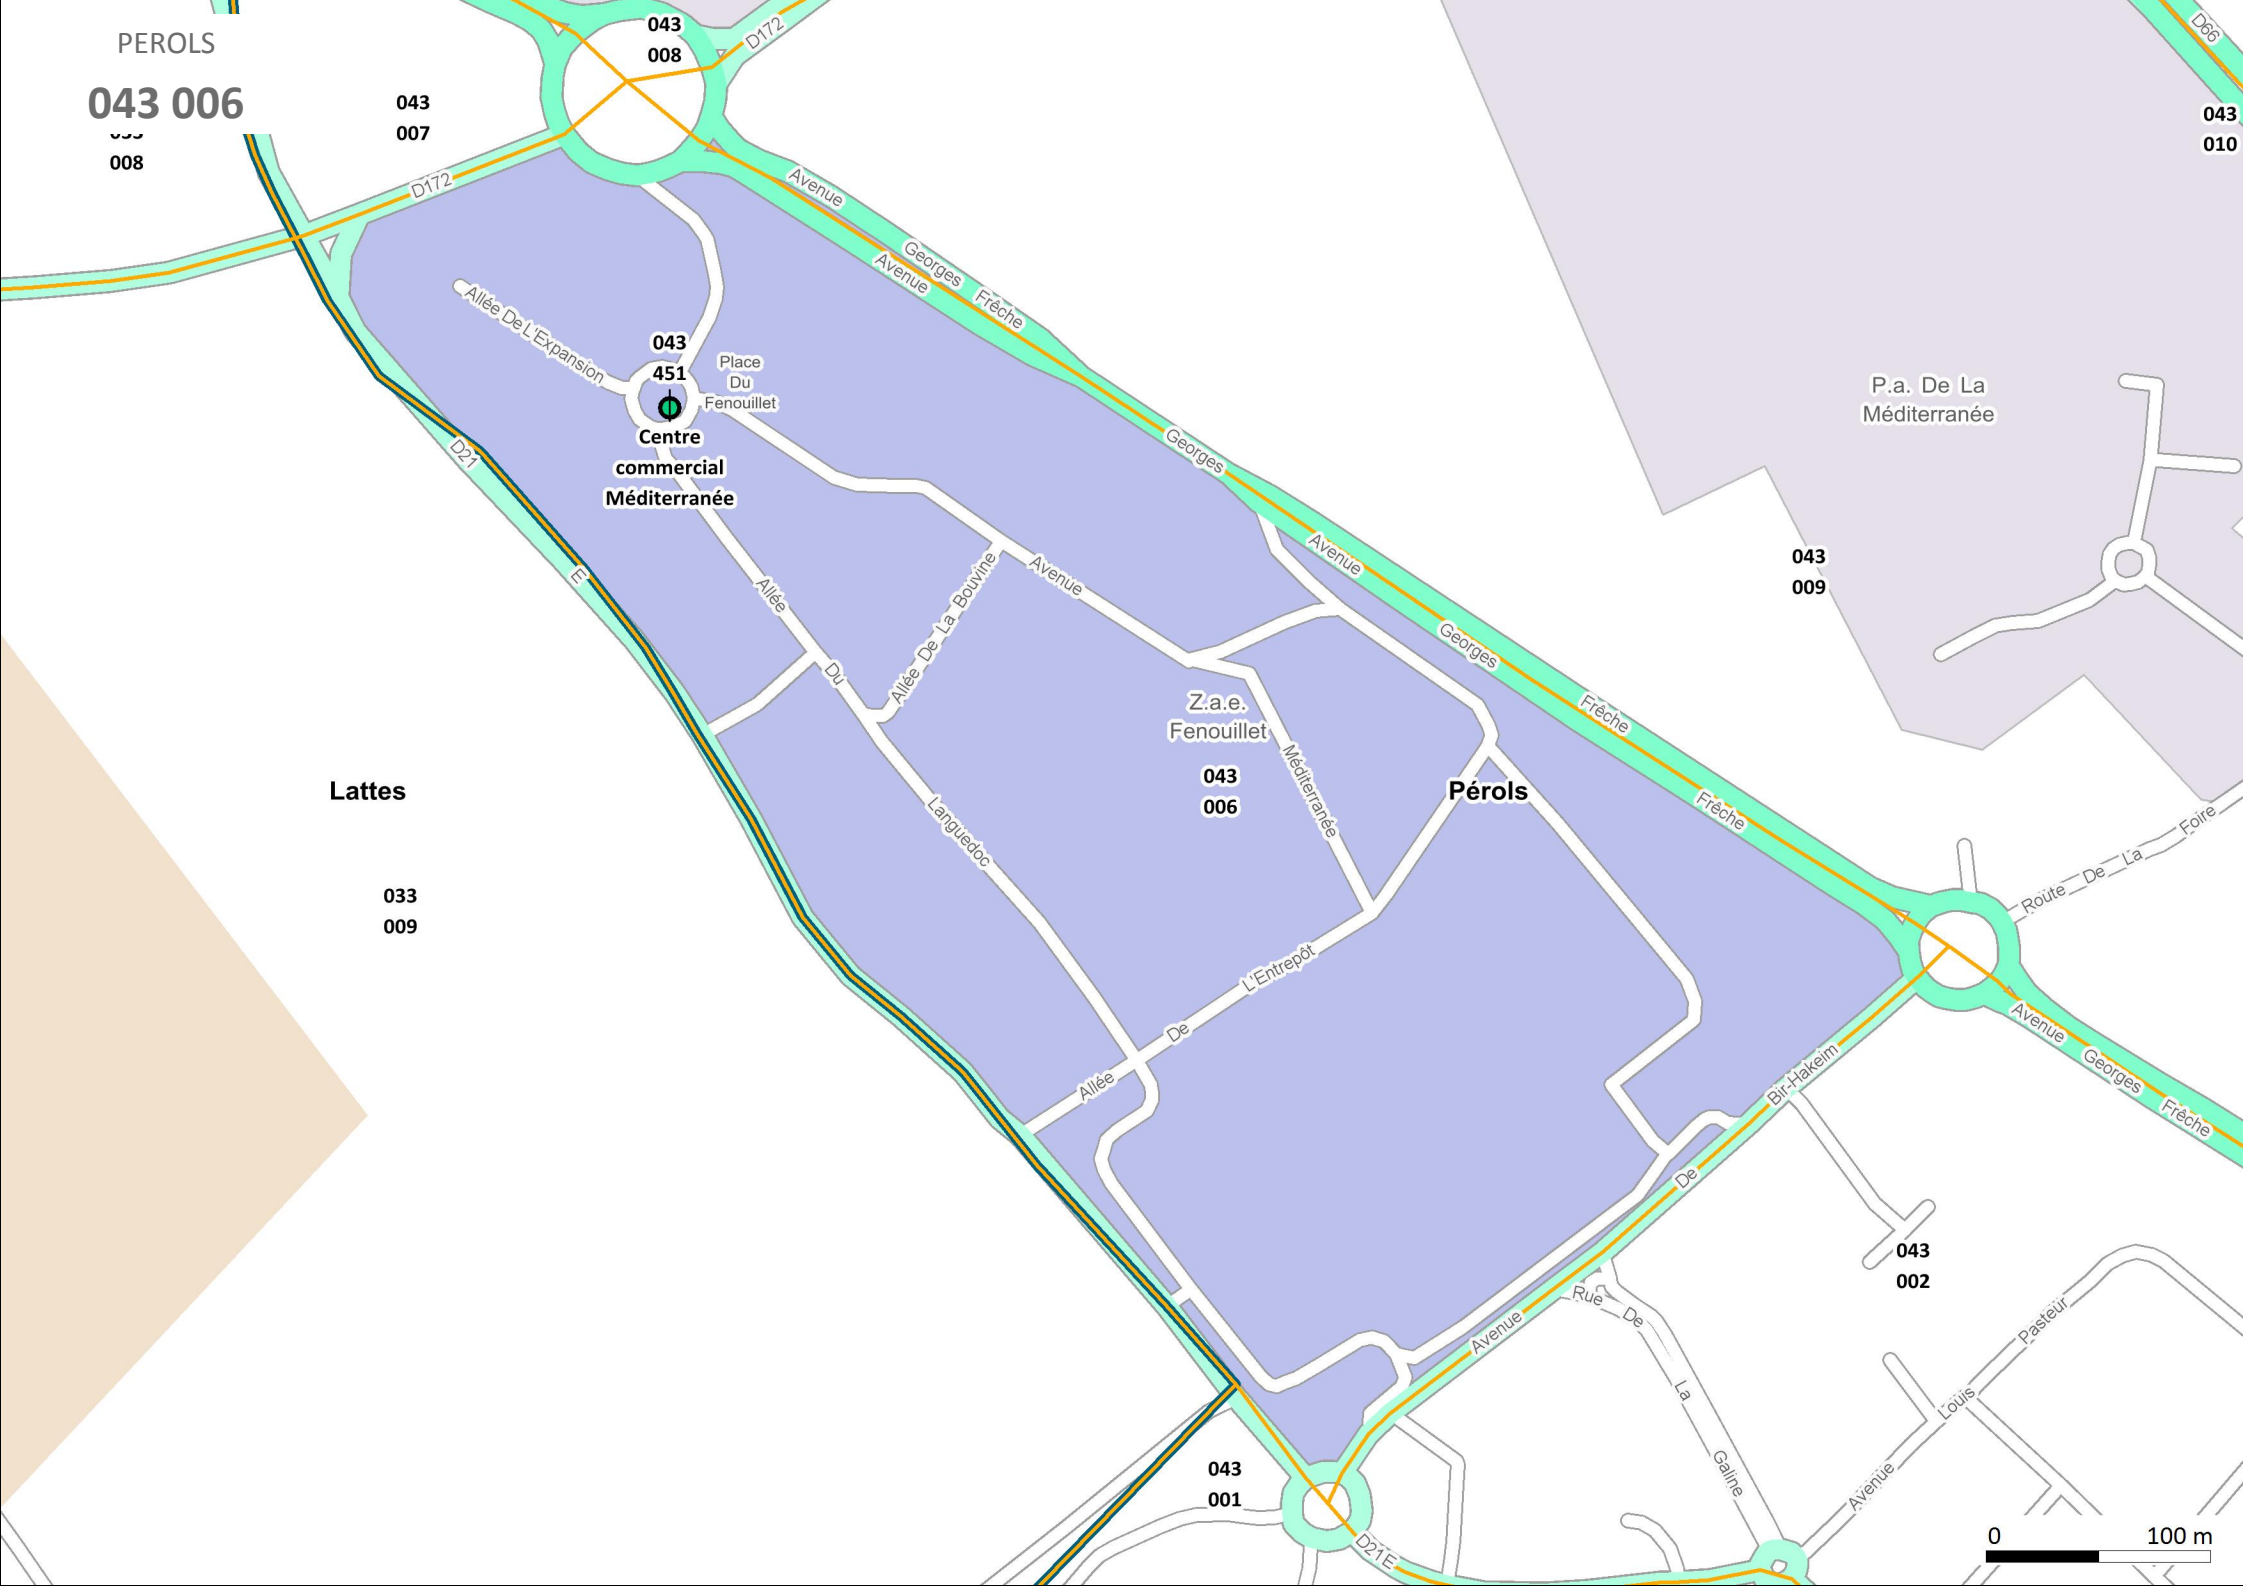 PEROLS
043 006
008
043
007
043
008
D172
D66
043
010
D172
Avenue
Georges
Frêche
Avenue
Allée De L'Expansion
043
451
Place
Du
Fenouillet
Centre
commercial
Méditerranée
P.a. De La
Méditerranée
Georges
D21
E
Avenue
043
009
Allée
Allée De La Bouvine
Avenue
Georges
Du
Z.a.e.
Fenouillet
Frêche
043
006
Méditerranée
Lattes
Pérols
Languedoc
Frêche
Route De La Foire
033
009
L'Entrepôt
De
Allée
Avenue
Georges
Frêche
Bir-Hakeim
De
Avenue
043
002
Rue
De
La
Galine
Pasteur
Louis
Avenue
043
001
D21E
0 100 m